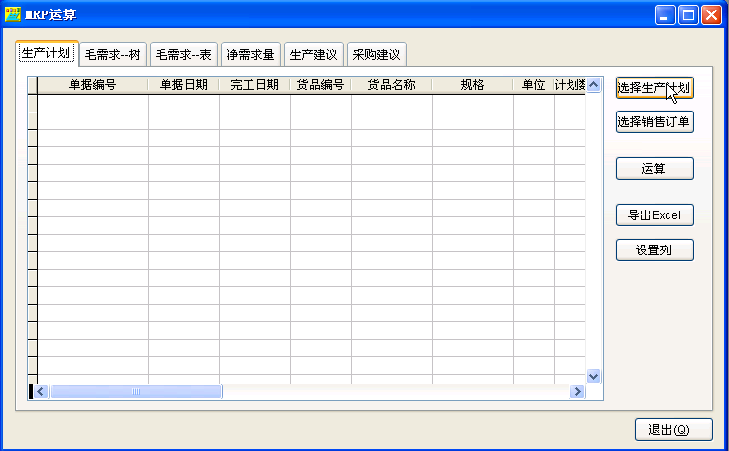 MRP运算
生产计划 毛需求--树 毛需求--表 净需求量 生产建议 采购建议
单据编号 单据日期 完工日期 货品编号 货品名称 规格 单位 计划数
选择生产计划
选择销售订单
运算
导出Excel
设置列
退出(Q)